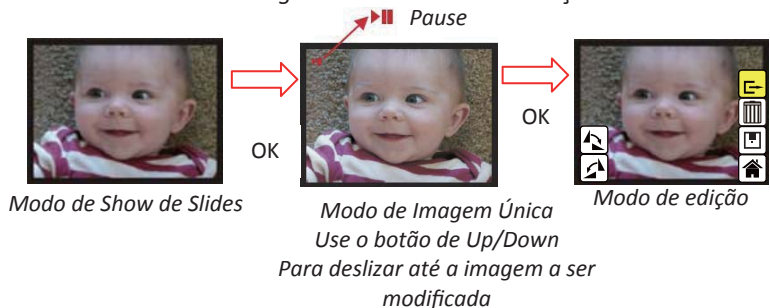 Pause
OK
OK
Modo de Show de Slides
Modo de Imagem Única
Use o botão de Up/Down
Para deslizar até a imagem a ser
modificada
Modo de edição